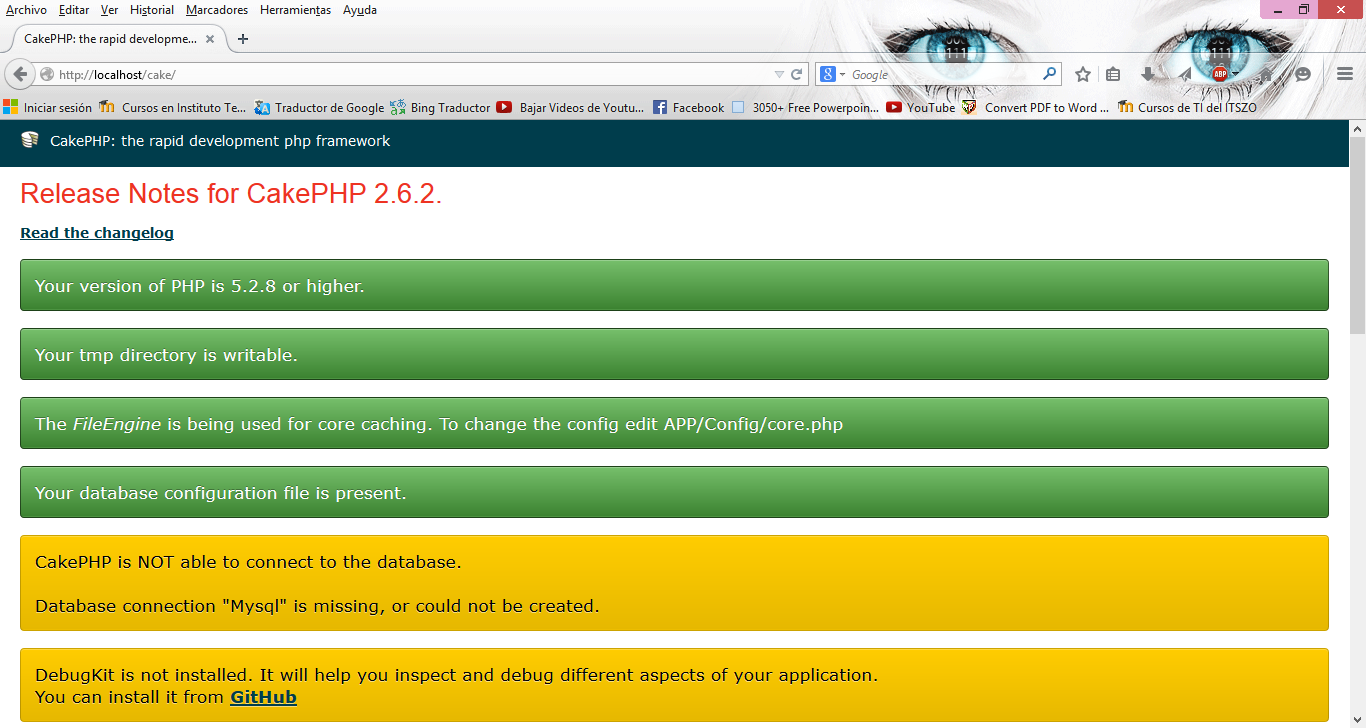 Archivo Editar Ver Historial Marcadores Herramientas Ayuda
CakePHP: the rapid developme...
http://localhost/cake/
Google
ABP
Iniciar sesión Cursos en Instituto Te... Traductor de Google Bing Traductor Bajar Videos de Youtu... Facebook 3050+ Free Powerpoin... YouTube Convert PDF to Word ... Cursos de TI del ITSZO
CakePHP: the rapid development php framework
Release Notes for CakePHP 2.6.2.
Read the changelog
Your version of PHP is 5.2.8 or higher.
Your tmp directory is writable.
The FileEngine is being used for core caching. To change the config edit APP/Config/core.php
Your database configuration file is present.
CakePHP is NOT able to connect to the database.
Database connection "Mysql" is missing, or could not be created.
DebugKit is not installed. It will help you inspect and debug different aspects of your application.
You can install it from GitHub